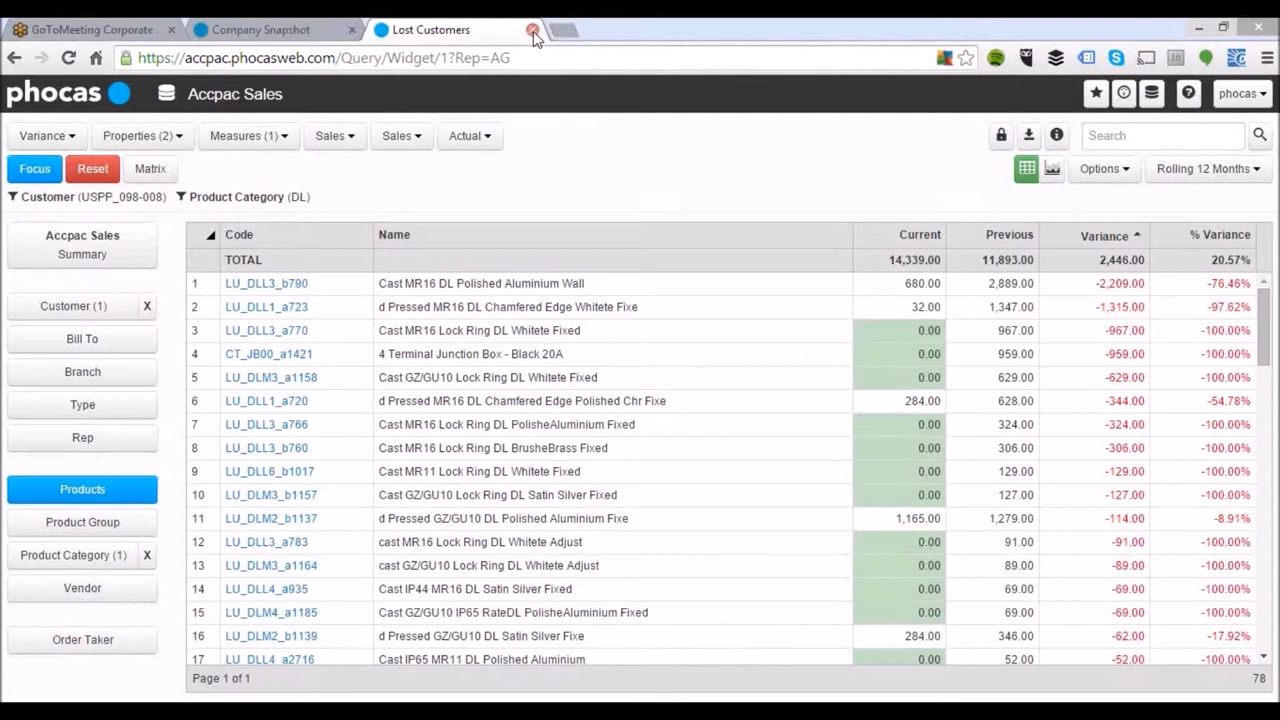 GoToMeeting Corporate
Company Snapshot
Lost Customers
https://accpac.phocasweb.com/Query/Widget/1?Rep=AG
phocas Accpac Sales phocas
Variance Properties (2) Measures (1) Sales Sales Actual Search
Focus Reset Matrix Options Rolling 12 Months
Customer (USPP_098-008) Product Category (DL)
Accpac Sales
Summary
Customer (1) X
Bill To
Branch
Type
Rep
Products
Product Group
Product Category (1) X
Vendor
Order Taker
Code Name Current Previous Variance % Variance
TOTAL 14,339.00 11,893.00 2,446.00 20.57%
1 LU_DLL3_b790 Cast MR16 DL Polished Aluminium Wall 680.00 2,889.00 -2,209.00 -76.46%
2 LU_DLL1_a723 d Pressed MR16 DL Chamfered Edge Whitete Fixe 32.00 1,347.00 -1,315.00 -97.62%
3 LU_DLL3_a770 Cast MR16 Lock Ring DL Whitete Fixed 0.00 967.00 -967.00 -100.00%
4 CT_JB00_a1421 4 Terminal Junction Box - Black 20A 0.00 959.00 -959.00 -100.00%
5 LU_DLM3_a1158 Cast GZ/GU10 Lock Ring DL Whitete Fixed 0.00 629.00 -629.00 -100.00%
6 LU_DLL1_a720 d Pressed MR16 DL Chamfered Edge Polished Chr Fixe 284.00 628.00 -344.00 -54.78%
7 LU_DLL3_a766 Cast MR16 Lock Ring DL PolisheAluminium Fixed 0.00 324.00 -324.00 -100.00%
8 LU_DLL3_b760 Cast MR16 Lock Ring DL BrusheBrass Fixed 0.00 306.00 -306.00 -100.00%
9 LU_DLL6_b1017 Cast MR11 Lock Ring DL Whitete Fixed 0.00 129.00 -129.00 -100.00%
10 LU_DLM3_b1157 Cast GZ/GU10 Lock Ring DL Satin Silver Fixed 0.00 127.00 -127.00 -100.00%
11 LU_DLM2_b1137 d Pressed GZ/GU10 DL Polished Aluminium Fixe 1,165.00 1,279.00 -114.00 -8.91%
12 LU_DLL3_a783 cast MR16 Lock Ring DL Whitete Adjust 0.00 91.00 -91.00 -100.00%
13 LU_DLM3_a1164 cast GZ/GU10 Lock Ring DL Whitete Adjust 0.00 89.00 -89.00 -100.00%
14 LU_DLL4_a935 Cast IP44 MR16 DL Satin Silver Fixed 0.00 69.00 -69.00 -100.00%
15 LU_DLM4_a1185 Cast GZ/GU10 IP65 RateDL PolisheAluminium Fixed 0.00 69.00 -69.00 -100.00%
16 LU_DLM2_b1139 d Pressed GZ/GU10 DL Satin Silver Fixe 284.00 346.00 -62.00 -17.92%
17 LU_DLL4_a2716 Cast IP65 MR11 DL Polished Aluminium 0.00 52.00 -52.00 -100.00%
Page 1 of 1 78